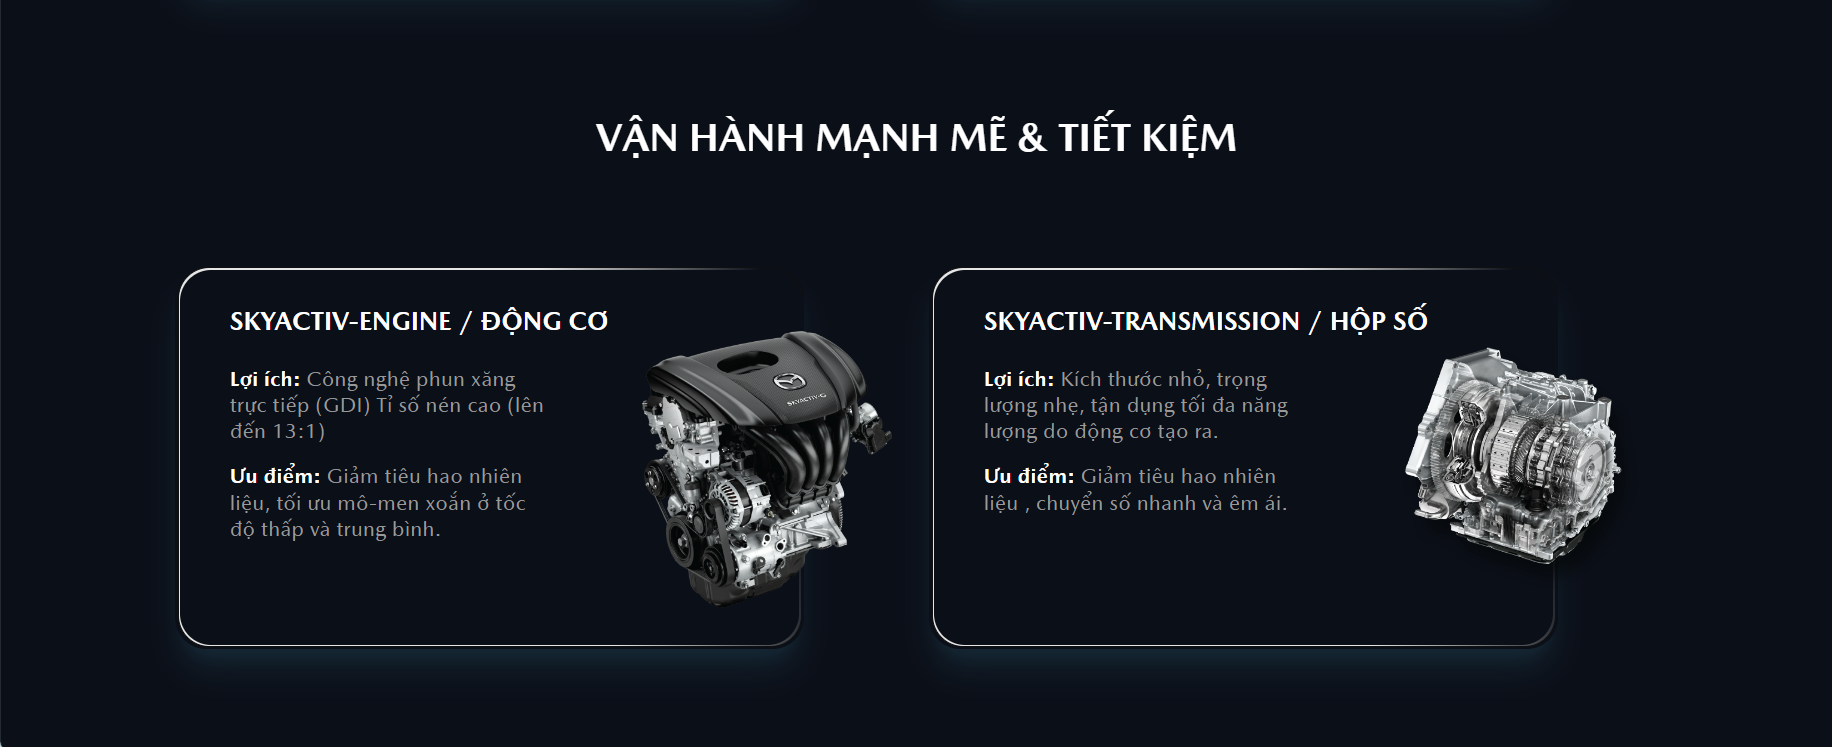 VẬN HÀNH MẠNH MẼ & TIẾT KIỆM
SKYACTIV-ENGINE / ĐỘNG CƠ
Lợi ích: Công nghệ phun xăng
trực tiếp (GDI) Tỉ số nén cao (lên
đến 13:1)
Ưu điểm: Giảm tiêu hao nhiên
liệu, tối ưu mô-men xoắn ở tốc
độ thấp và trung bình.
SKYACTIV-G
SKYACTIV-TRANSMISSION / HỘP SỐ
Lợi ích: Kích thước nhỏ, trọng
lượng nhẹ, tận dụng tối đa năng
lượng do động cơ tạo ra.
Ưu điểm: Giảm tiêu hao nhiên
liệu , chuyển số nhanh và êm ái.